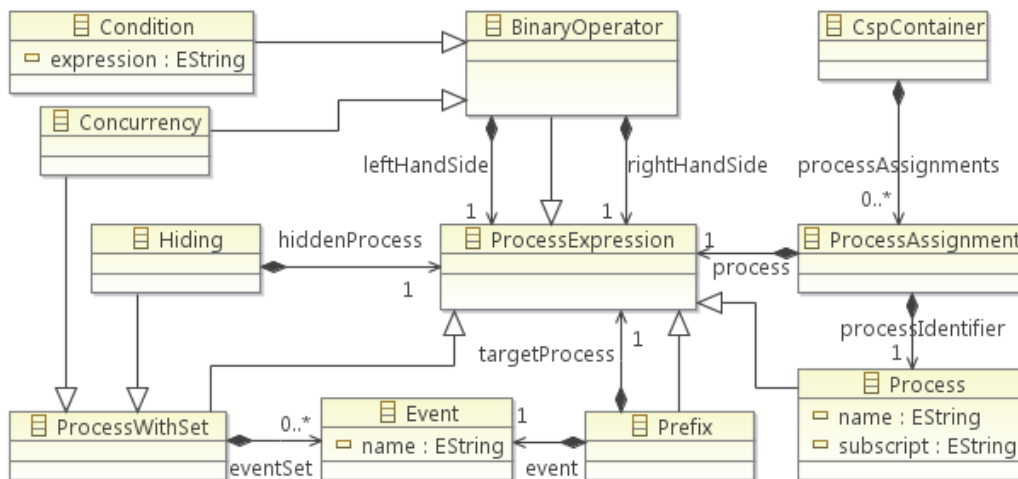 Condition
expression : EString
BinaryOperator
CspContainer
Concurrency
leftHandSide
rightHandSide
processAssignments
1
1
0..*
Hiding
hiddenProcess
1
ProcessExpression
1
process
ProcessAssignment
targetProcess
1
processIdentifier
1
ProcessWithSet
0..*
eventSet
Event
name : EString
1
event
Prefix
Process
name : EString
subscript : EString